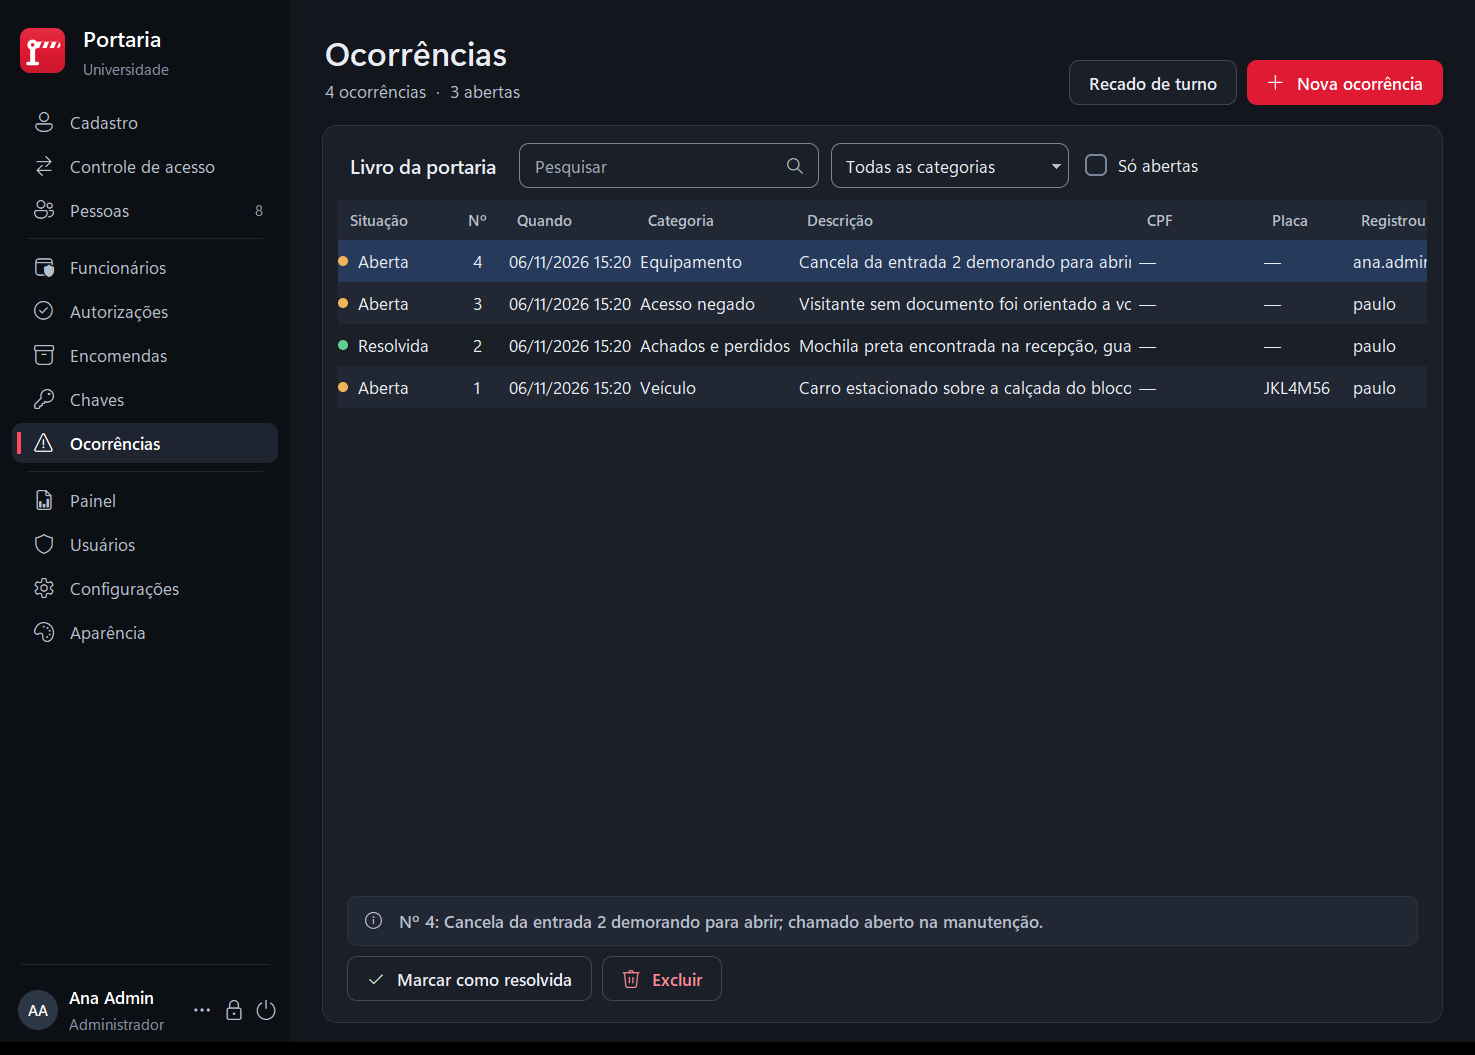 Portaria
Universidade
Cadastro
Controle de acesso
Pessoas 8
Funcionários
Autorizações
Encomendas
Chaves
Ocorrências
Painel
Usuários
Configurações
Aparência
AA
Ana Admin
Administrador
Ocorrências
4 ocorrências · 3 abertas
Recado de turno
Nova ocorrência
Livro da portaria
Pesquisar
Todas as categorias
Só abertas
Situação Nº Quando Categoria Descrição CPF Placa Registrou
Aberta 4 06/11/2026 15:20 Equipamento Cancela da entrada 2 demorando para abrir — — ana.admin
Aberta 3 06/11/2026 15:20 Acesso negado Visitante sem documento foi orientado a vo — — paulo
Resolvida 2 06/11/2026 15:20 Achados e perdidos Mochila preta encontrada na recepção, gua — — paulo
Aberta 1 06/11/2026 15:20 Veículo Carro estacionado sobre a calçada do bloco — JKL4M56 paulo
Nº 4: Cancela da entrada 2 demorando para abrir; chamado aberto na manutenção.
Marcar como resolvida
Excluir